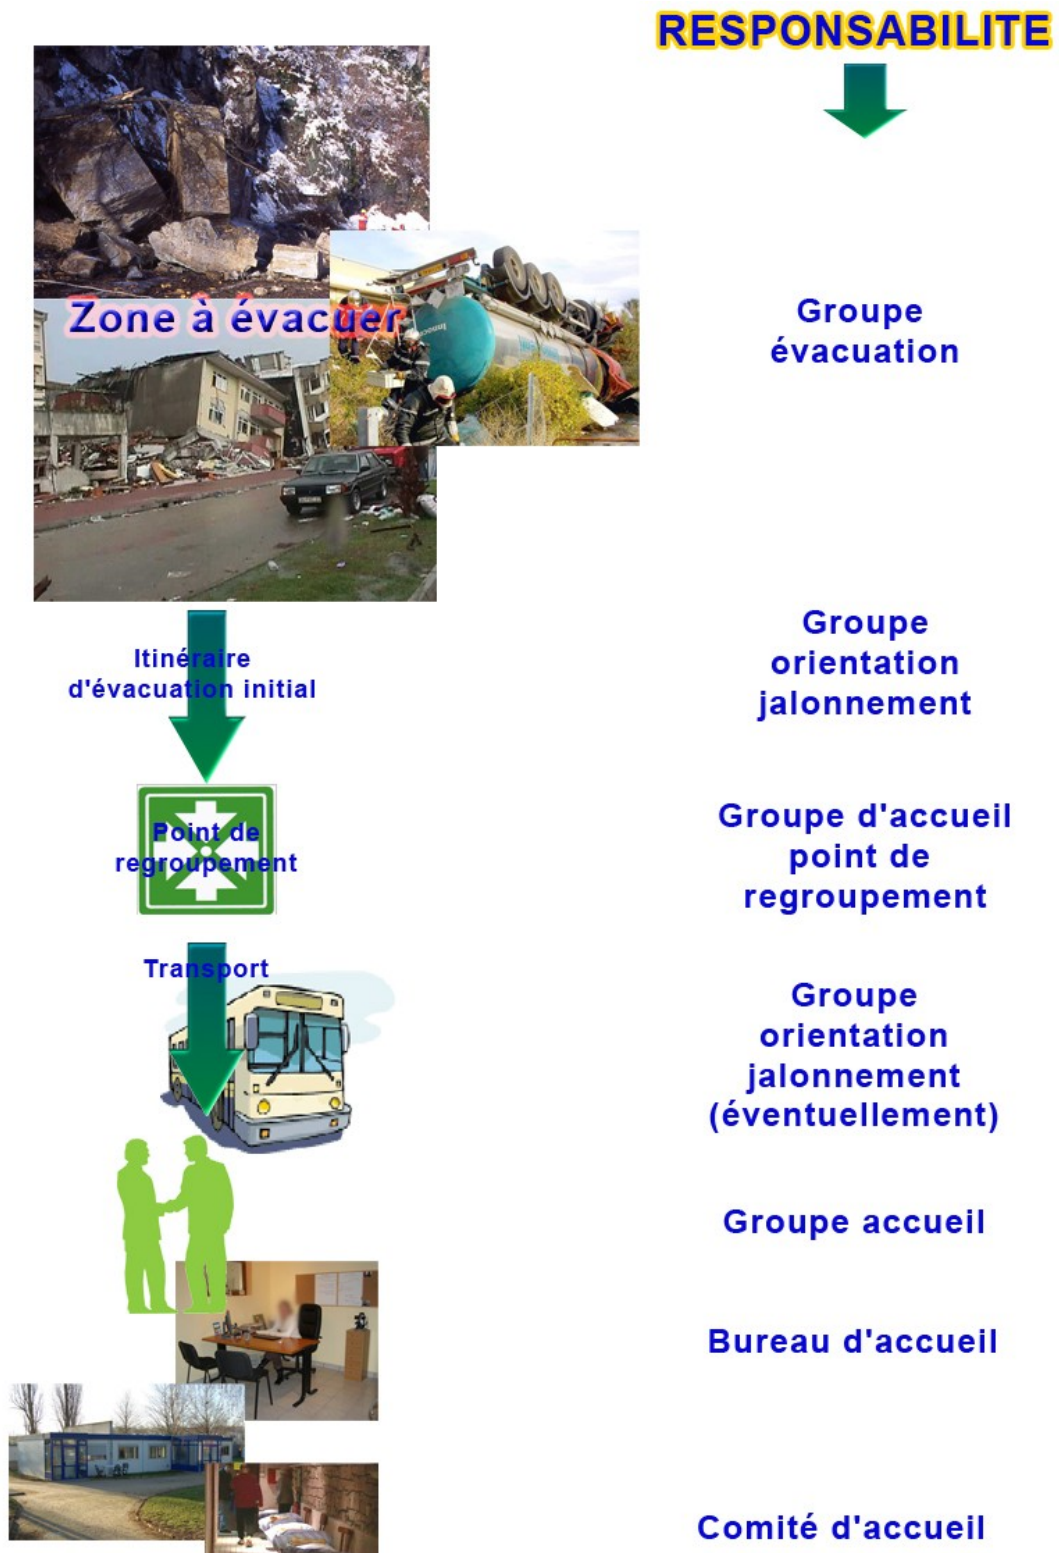 RESPONSABILITE
Zone à évacuer
Groupe
évacuation
Itinéraire
d'évacuation initial
Groupe
orientation
jalonnement
Point de
regroupement
Groupe d'accueil
point de
regroupement
Transport
Groupe
orientation
jalonnement
(éventuellement)
Groupe accueil
Bureau d'accueil
Comité d'accueil